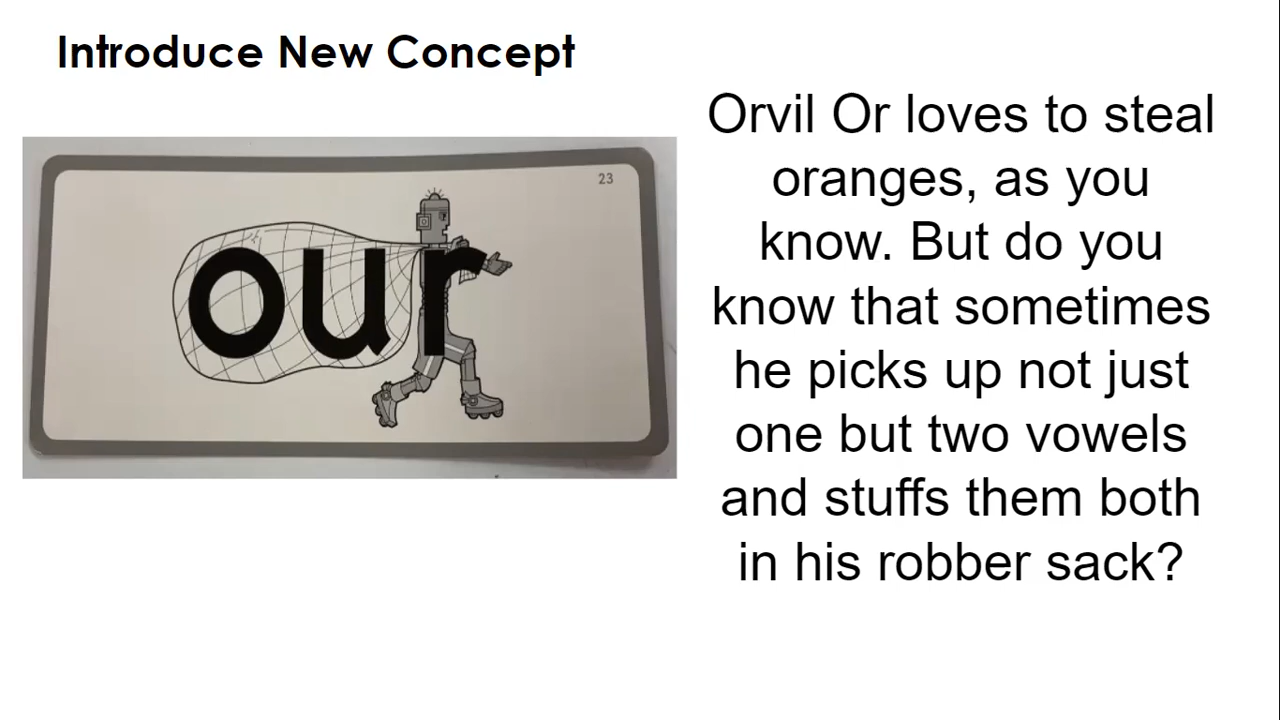 Introduce New Concept
23
our
Orvil Or loves to steal
oranges, as you
know. But do you
know that sometimes
he picks up not just
one but two vowels
and stuffs them both
in his robber sack?